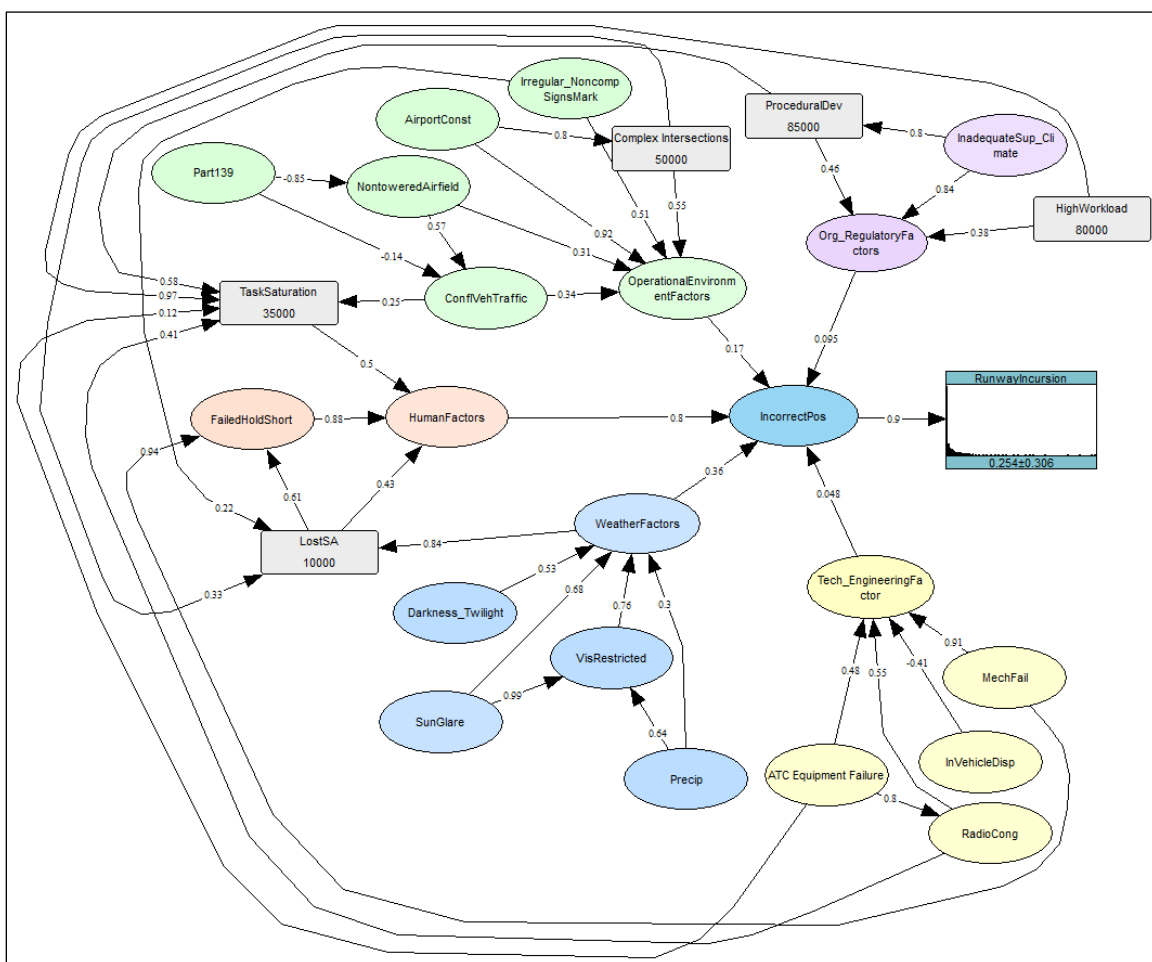 Irregular_Noncomp
SignsMark
AirportConst
ProceduralDev
85000
0.8
Complex Intersections
50000
0.8
InadequateSup_Cli
mate
Part139
-0.85
NontoweredAirfield
0.46
0.84
HighWorkload
80000
0.57
0.51
0.55
0.38
Org_RegulatoryFa
ctors
0.92
0.31
-0.14
0.58
0.97
0.12
0.41
TaskSaturation
35000
0.25
ConflVehTraffic
0.34
OperationalEnvironm
entFactors
0.095
0.17
0.5
RunwayIncursion
0.254±0.306
FailedHoldShort
0.88
HumanFactors
0.8
IncorrectPos
0.9
0.94
0.61
0.43
0.36
0.22
0.048
WeatherFactors
LostSA
10000
0.84
0.33
0.53
0.68
0.76
0.3
Darkness_Twilight
Tech_EngineeringFa
ctor
VisRestricted
0.91
0.48
0.55
-0.41
MechFail
0.99
SunGlare
0.64
Precip
ATC Equipment Failure
InVehicleDisp
0.8
RadioCong